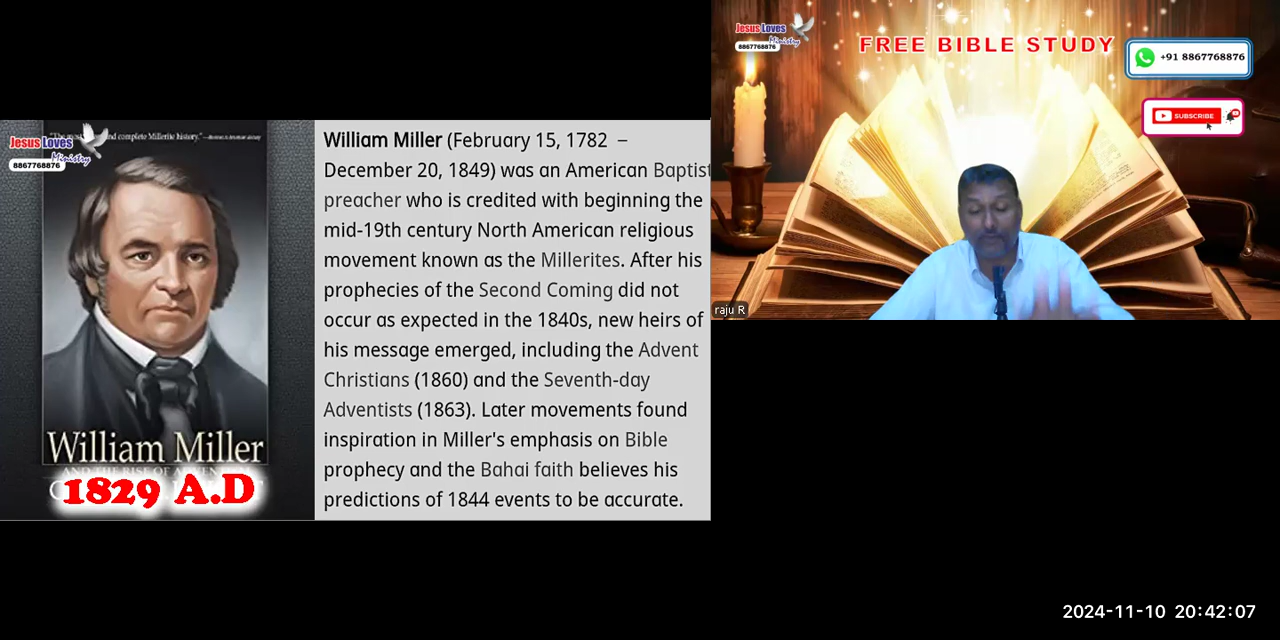 Jesus Loves
Ministry
8867768876
and complete Millerite history."
William Miller
1829 A.D
William Miller (February 15, 1782 –
December 20, 1849) was an American Baptist
preacher who is credited with beginning the
mid-19th century North American religious
movement known as the Millerites. After his
prophecies of the Second Coming did not
occur as expected in the 1840s, new heirs of
his message emerged, including the Advent
Christians (1860) and the Seventh-day
Adventists (1863). Later movements found
inspiration in Miller's emphasis on Bible
prophecy and the Bahai faith believes his
predictions of 1844 events to be accurate.
Jesus Loves
Ministry
8867768876
FREE BIBLE STUDY
+91 8867768876
SUBSCRIBE
raju R
2024-11-10 20:42:07